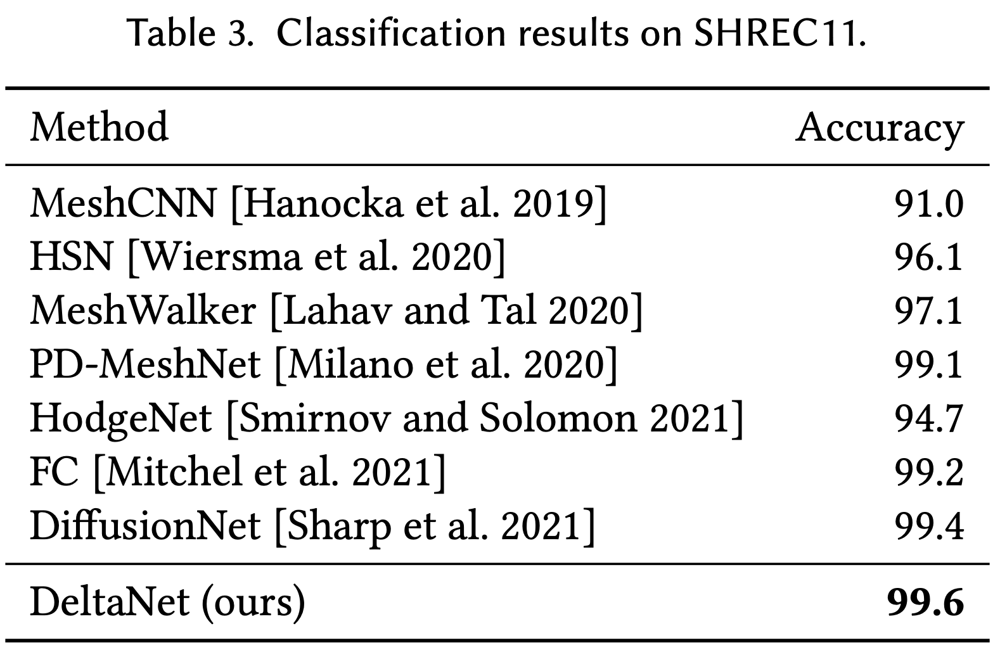 Table 3. Classification results on SHREC11.
Method Accuracy
MeshCNN [Hanocka et al. 2019] 91.0
HSN [Wiersma et al. 2020] 96.1
MeshWalker [Lahav and Tal 2020] 97.1
PD-MeshNet [Milano et al. 2020] 99.1
HodgeNet [Smirnov and Solomon 2021] 94.7
FC [Mitchel et al. 2021] 99.2
DiffusionNet [Sharp et al. 2021] 99.4
DeltaNet (ours) 99.6